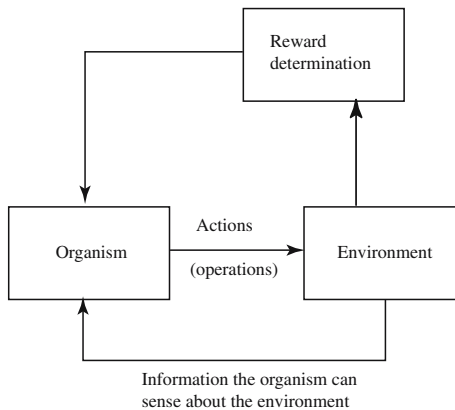 Reward
determination
Actions
Organism
Environment
(operations)
Information the organism can
sense about the environment